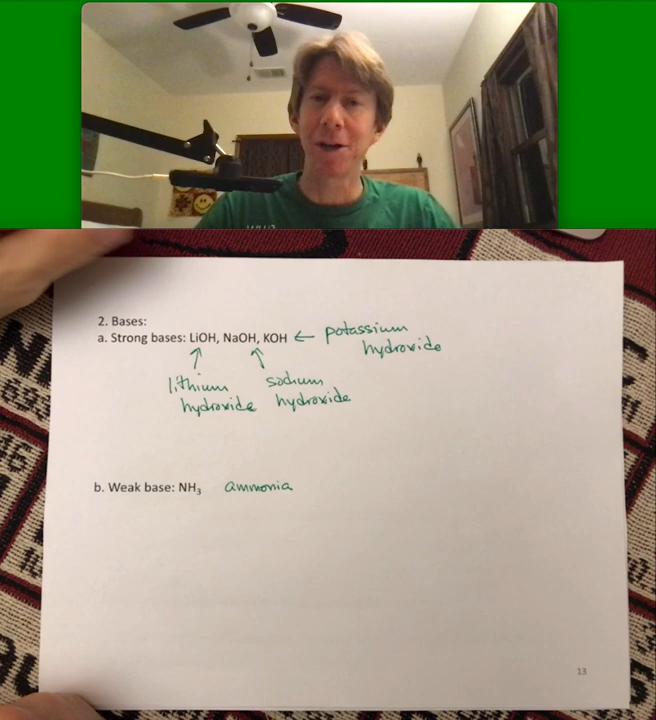 2. Bases:
a. Strong bases: LiOH, NaOH, KOH ← potassium
hydroxide
lithium sodium
hydroxide hydroxide
b. Weak base: NH₃ ammonia
13